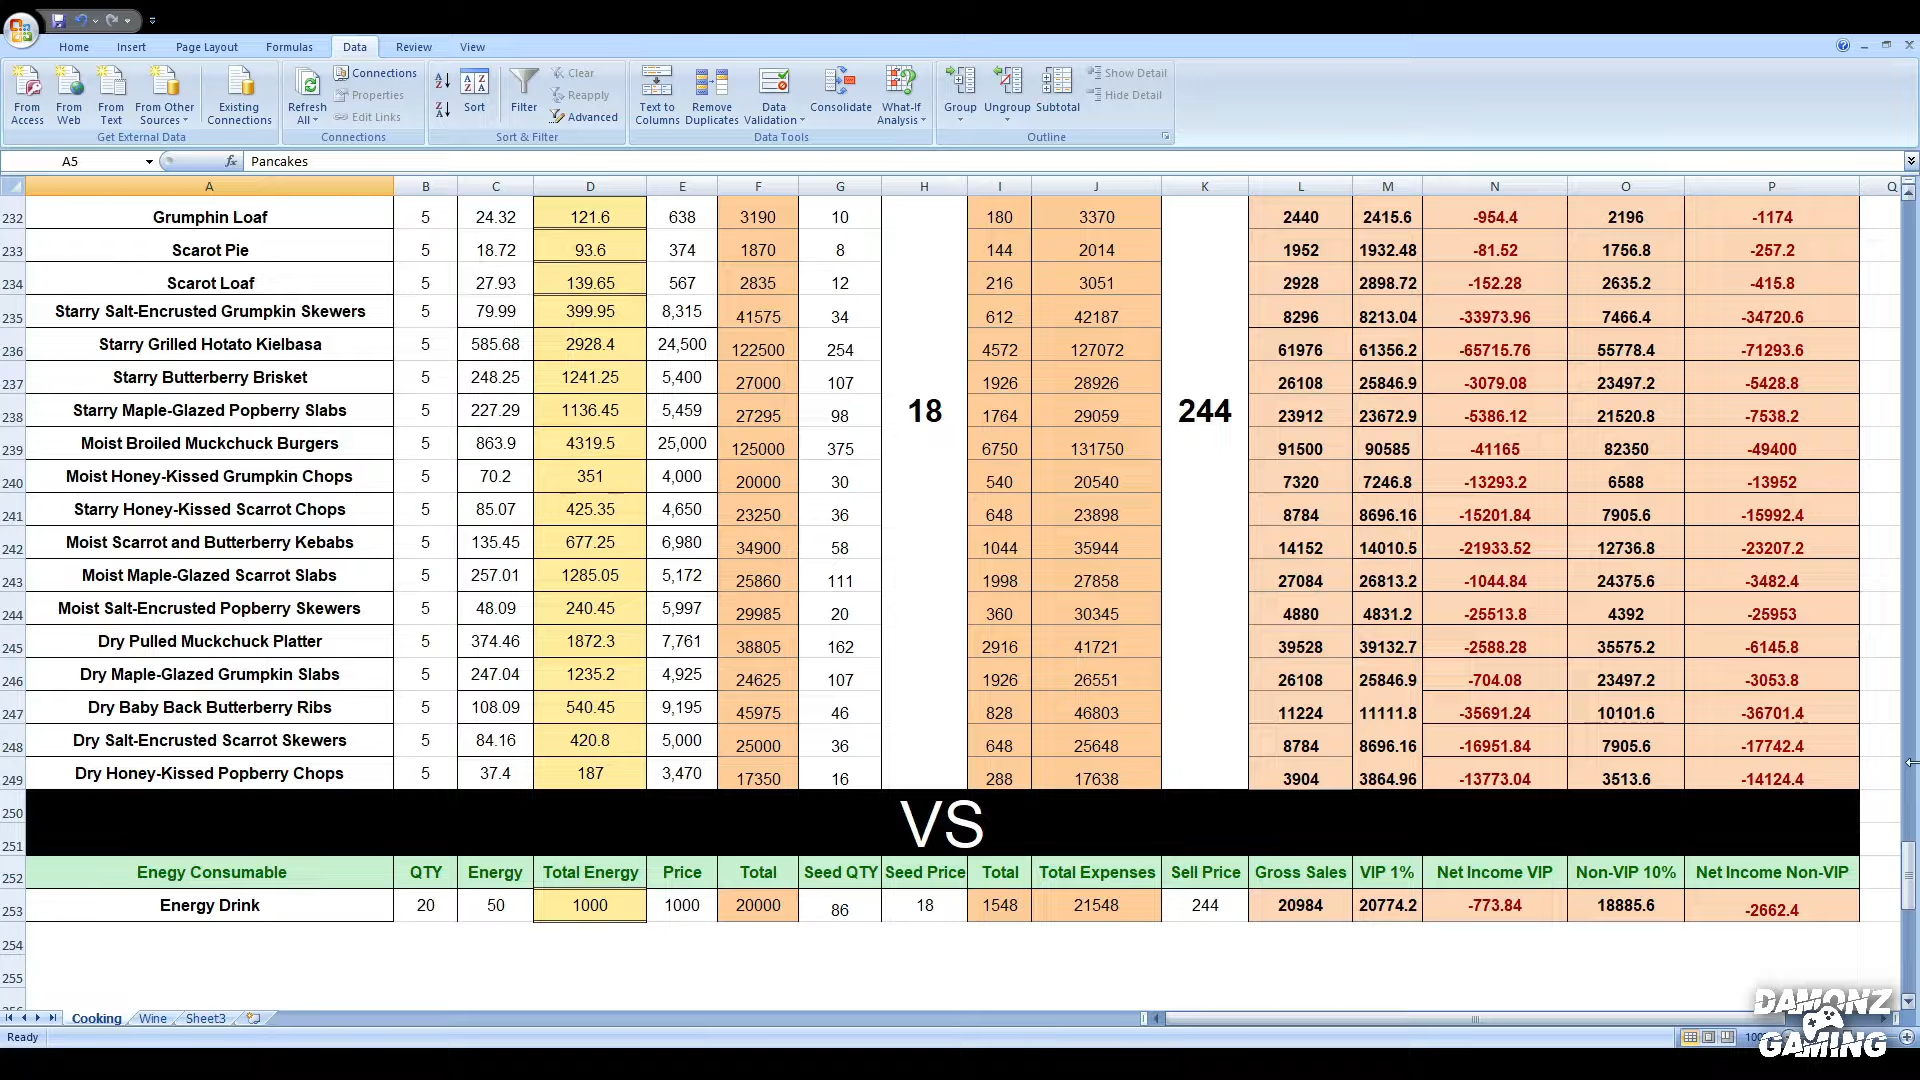 Home Insert Page Layout Formulas Data Review View
Connections Clear Show Detail
Properties Reapply Hide Detail
From Access From Web From Text From Other Sources Existing Connections Refresh All Edit Links Sort Filter Advanced Text to Columns Remove Duplicates Data Validation Consolidate What-If Analysis Group Ungroup Subtotal
Get External Data Connections Sort & Filter Data Tools Outline
A5 fx Pancakes
A B C D E F G H I J K L M N O P Q
232 Grumphin Loaf 5 24.32 121.6 638 3190 10 180 3370 2440 2415.6 -954.4 2196 -1174
233 Scarot Pie 5 18.72 93.6 374 1870 8 144 2014 1952 1932.48 -81.52 1756.8 -257.2
234 Scarot Loaf 5 27.93 139.65 567 2835 12 216 3051 2928 2898.72 -152.28 2635.2 -415.8
235 Starry Salt-Encrusted Grumpkin Skewers 5 79.99 399.95 8,315 41575 34 612 42187 8296 8213.04 -33973.96 7466.4 -34720.6
236 Starry Grilled Hotato Kielbasa 5 585.68 2928.4 24,500 122500 254 4572 127072 61976 61356.2 -65715.76 55778.4 -71293.6
237 Starry Butterberry Brisket 5 248.25 1241.25 5,400 27000 107 1926 28926 26108 25846.9 -3079.08 23497.2 -5428.8
238 Starry Maple-Glazed Popberry Slabs 5 227.29 1136.45 5,459 27295 98 18 1764 29059 244 23912 23672.9 -5386.12 21520.8 -7538.2
239 Moist Broiled Muckchuck Burgers 5 863.9 4319.5 25,000 125000 375 6750 131750 91500 90585 -41165 82350 -49400
240 Moist Honey-Kissed Grumpkin Chops 5 70.2 351 4,000 20000 30 540 20540 7320 7246.8 -13293.2 6588 -13952
241 Starry Honey-Kissed Scarrot Chops 5 85.07 425.35 4,650 23250 36 648 23898 8784 8696.16 -15201.84 7905.6 -15992.4
242 Moist Scarrot and Butterberry Kebabs 5 135.45 677.25 6,980 34900 58 1044 35944 14152 14010.5 -21933.52 12736.8 -23207.2
243 Moist Maple-Glazed Scarrot Slabs 5 257.01 1285.05 5,172 25860 111 1998 27858 27084 26813.2 -1044.84 24375.6 -3482.4
244 Moist Salt-Encrusted Popberry Skewers 5 48.09 240.45 5,997 29985 20 360 30345 4880 4831.2 -25513.8 4392 -25953
245 Dry Pulled Muckchuck Platter 5 374.46 1872.3 7,761 38805 162 2916 41721 39528 39132.7 -2588.28 35575.2 -6145.8
246 Dry Maple-Glazed Grumpkin Slabs 5 247.04 1235.2 4,925 24625 107 1926 26551 26108 25846.9 -704.08 23497.2 -3053.8
247 Dry Baby Back Butterberry Ribs 5 108.09 540.45 9,195 45975 46 828 46803 11224 11111.8 -35691.24 10101.6 -36701.4
248 Dry Salt-Encrusted Scarrot Skewers 5 84.16 420.8 5,000 25000 36 648 25648 8784 8696.16 -16951.84 7905.6 -17742.4
249 Dry Honey-Kissed Popberry Chops 5 37.4 187 3,470 17350 16 288 17638 3904 3864.96 -13773.04 3513.6 -14124.4
250 VS
251
252 Enegy Consumable QTY Energy Total Energy Price Total Seed QTY Seed Price Total Total Expenses Sell Price Gross Sales VIP 1% Net Income VIP Non-VIP 10% Net Income Non-VIP
253 Energy Drink 20 50 1000 1000 20000 86 18 1548 21548 244 20984 20774.2 -773.84 18885.6 -2662.4
254
255
Cooking Wine Sheet3
Ready
DAMONZ
GAMING